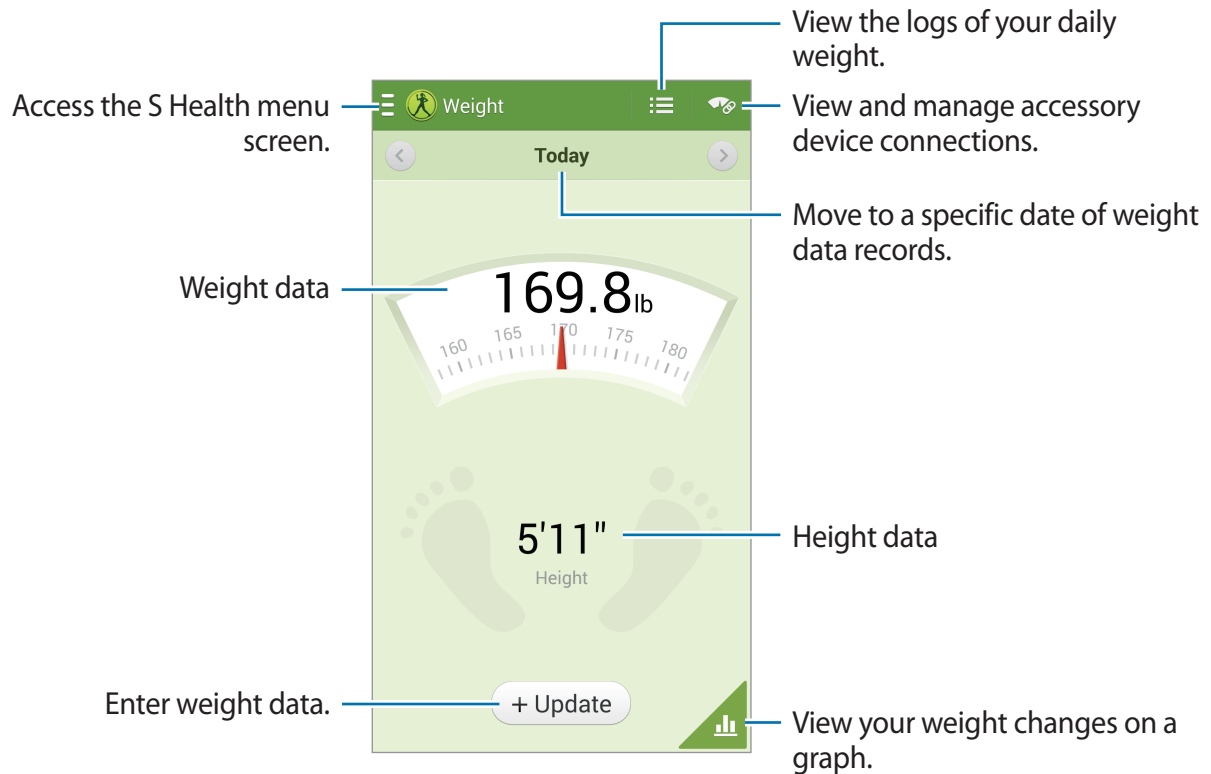 View the logs of your daily
weight.
Access the S Health menu
screen.
Weight
View and manage accessory
device connections.
Today
Move to a specific date of weight
data records.
Weight data
169.8lb
160 165 170 175 180
5'11"
Height
Height data
Enter weight data.
+ Update
View your weight changes on a
graph.